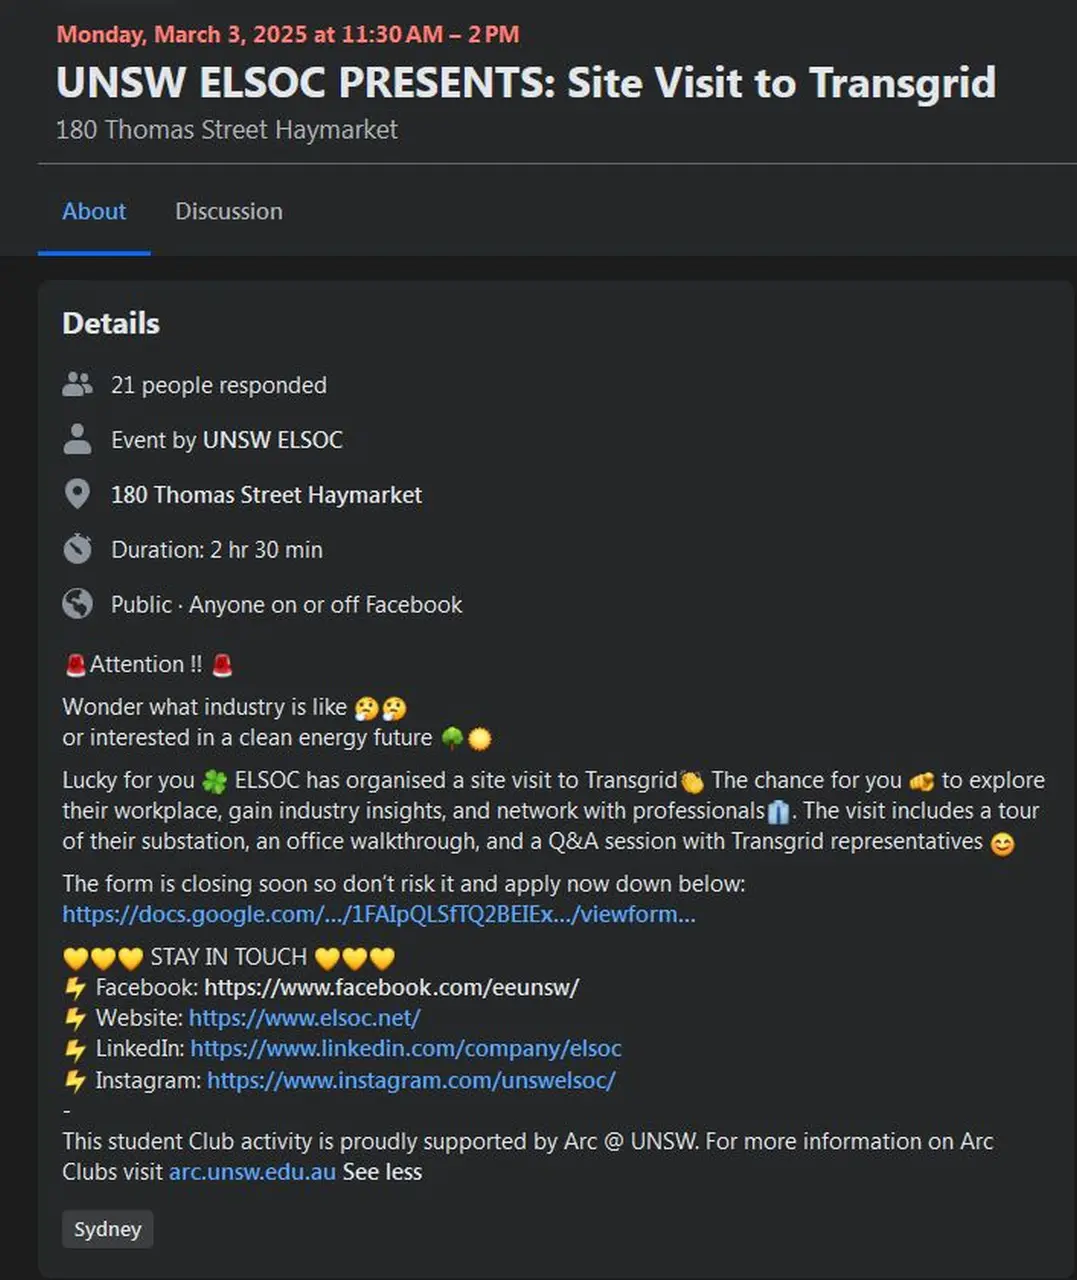 Monday, March 3, 2025 at 11:30 AM – 2 PM
UNSW ELSOC PRESENTS: Site Visit to Transgrid
180 Thomas Street Haymarket
About Discussion
Details
21 people responded
Event by UNSW ELSOC
180 Thomas Street Haymarket
Duration: 2 hr 30 min
Public · Anyone on or off Facebook
🚨Attention !! 🚨
Wonder what industry is like 🤔🤔
or interested in a clean energy future 🌳☀️
Lucky for you 🍀 ELSOC has organised a site visit to Transgrid👏 The chance for you 🫵 to explore
their workplace, gain industry insights, and network with professionals👔. The visit includes a tour
of their substation, an office walkthrough, and a Q&A session with Transgrid representatives 😊
The form is closing soon so don’t risk it and apply now down below:
https://docs.google.com/.../1FAIpQLSfTQ2BEIEx.../viewform...
💛💛💛 STAY IN TOUCH 💛💛💛
⚡ Facebook: https://www.facebook.com/eeunsw/
⚡ Website: https://www.elsoc.net/
⚡ LinkedIn: https://www.linkedin.com/company/elsoc
⚡ Instagram: https://www.instagram.com/unswelsoc/
-
This student Club activity is proudly supported by Arc @ UNSW. For more information on Arc
Clubs visit arc.unsw.edu.au See less
Sydney